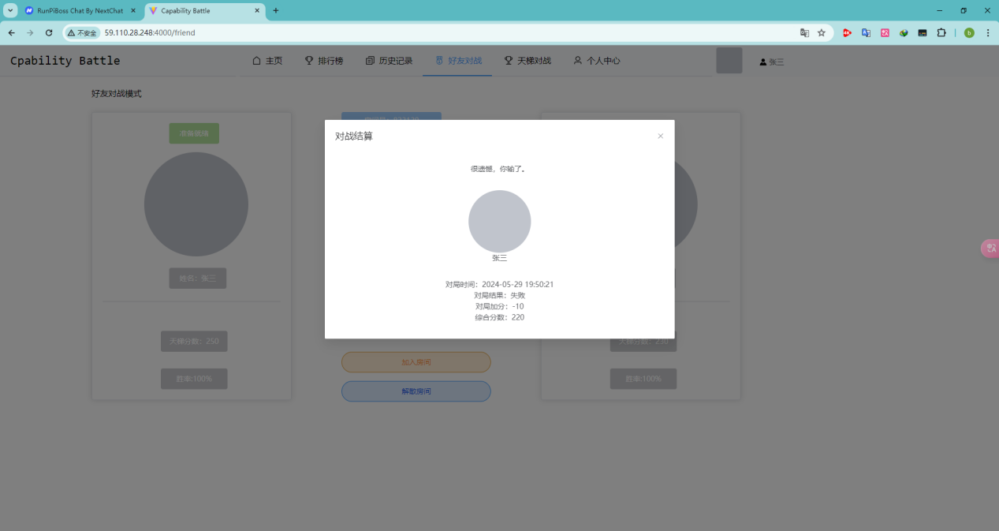 RunPiBoss Chat By NextChat
Capability Battle
不安全
59.110.28.248:4000/friend
Cpability Battle
主页
排行榜
历史记录
好友对战
天梯对战
个人中心
张三
好友对战模式
准备就绪
姓名：张三
天梯分数：250
胜率:100%
对战结算
很遗憾，你输了。
张三
对局时间：2024-05-29 19:50:21
对局结果：失败
对局加分：-10
综合分数：220
加入房间
解散房间
天梯分数：230
胜率:100%